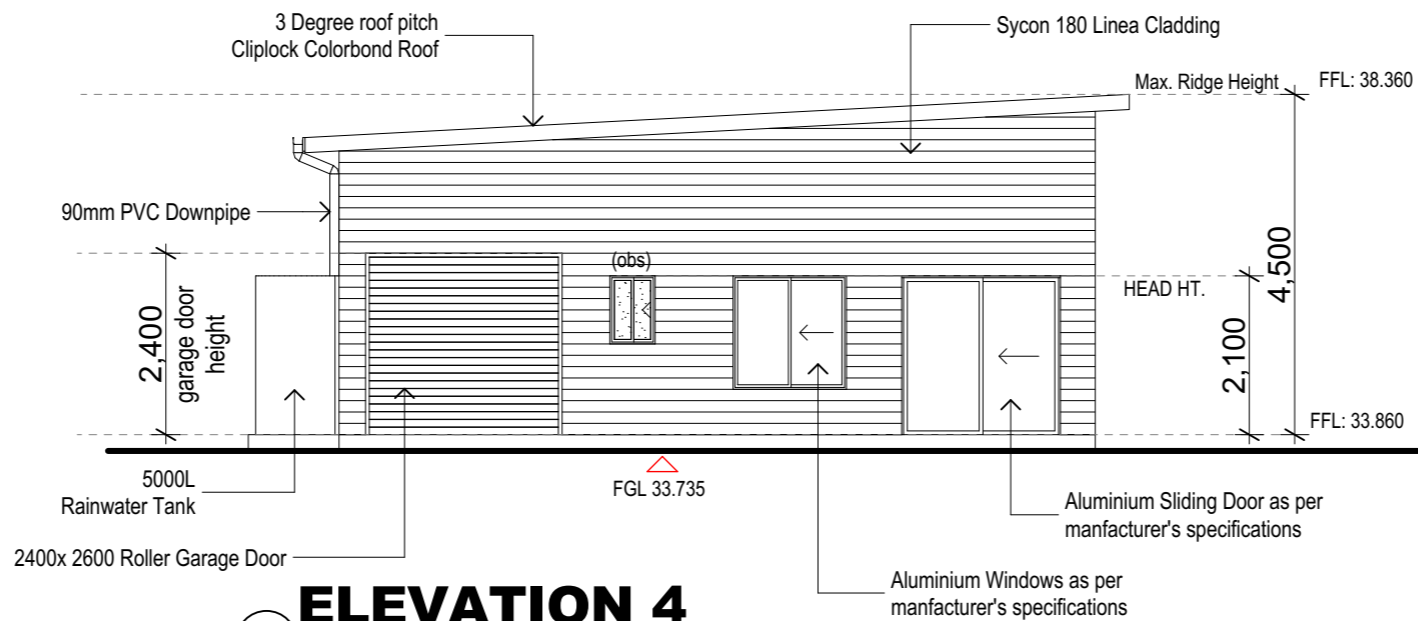 3 Degree roof pitch
Cliplock Colorbond Roof
Sycon 180 Linea Cladding
Max. Ridge Height
FFL: 38.360
90mm PVC Downpipe
(obs)
HEAD HT.
4,500
2,400
garage door
height
2,100
FFL: 33.860
5000L
Rainwater Tank
FGL 33.735
Aluminium Sliding Door as per
manfacturer's specifications
2400x 2600 Roller Garage Door
Aluminium Windows as per
manfacturer's specifications
ELEVATION 4